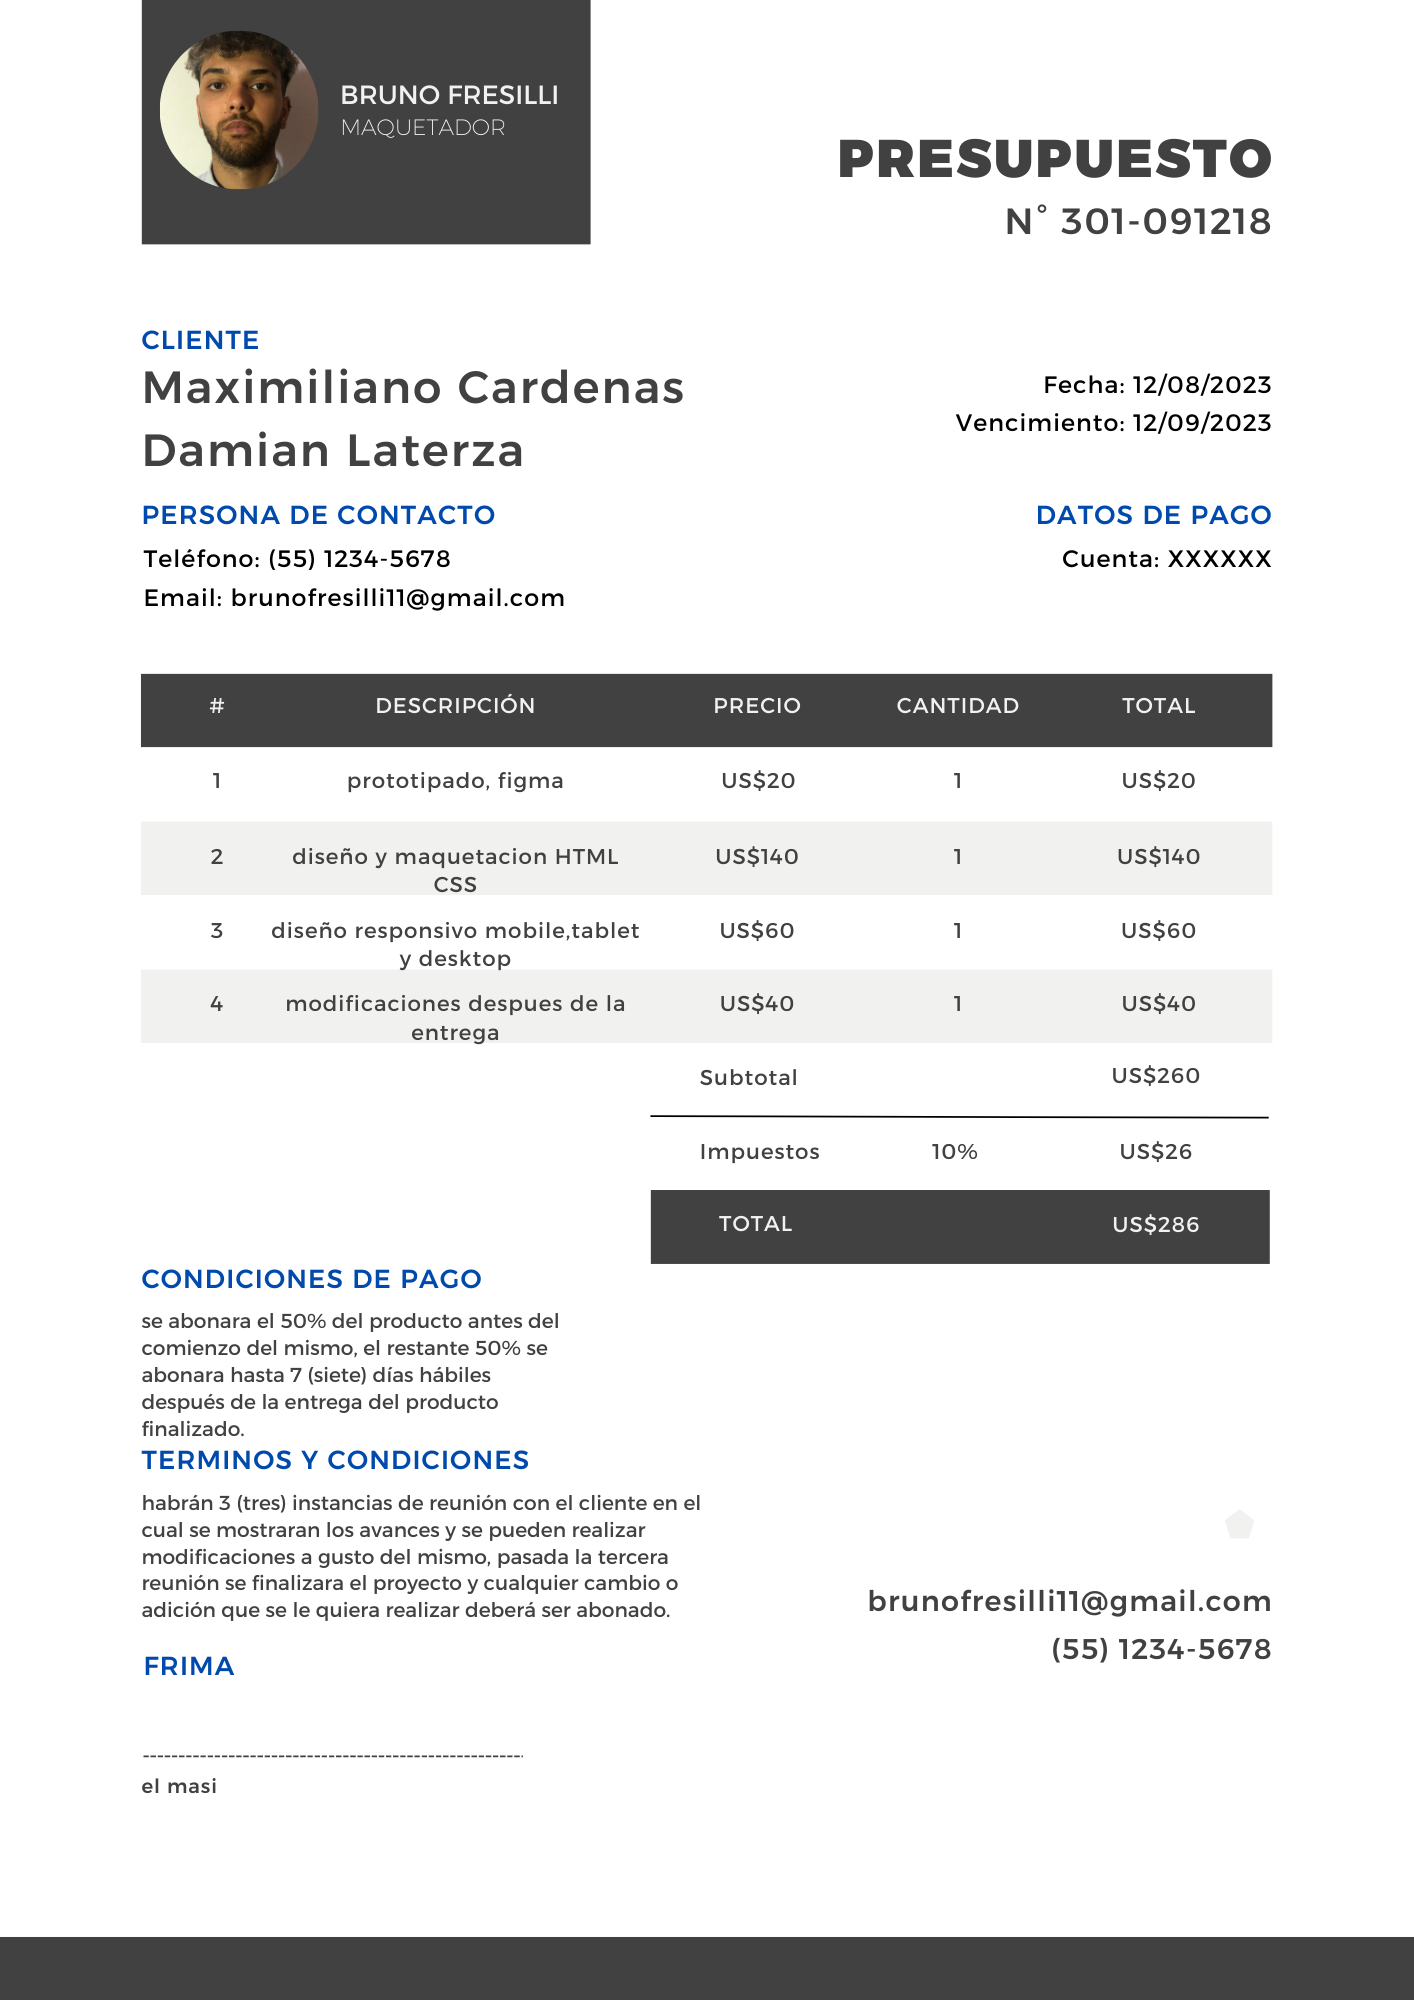 BRUNO FRESILLI
MAQUETADOR
PRESUPUESTO
N° 301-091218
CLIENTE
Maximiliano Cardenas
Damian Laterza
Fecha: 12/08/2023
Vencimiento: 12/09/2023
PERSONA DE CONTACTO
Teléfono: (55) 1234-5678
Email: brunofresilli11@gmail.com
DATOS DE PAGO
Cuenta: XXXXXX
# DESCRIPCIÓN PRECIO CANTIDAD TOTAL
1 prototipado, figma US$20 1 US$20
2 diseño y maquetacion HTML US$140 1 US$140
CSS
3 diseño responsivo mobile,tablet US$60 1 US$60
y desktop
4 modificaciones despues de la US$40 1 US$40
entrega
Subtotal US$260
Impuestos 10% US$26
TOTAL US$286
CONDICIONES DE PAGO
se abonara el 50% del producto antes del
comienzo del mismo, el restante 50% se
abonara hasta 7 (siete) días hábiles
después de la entrega del producto
finalizado.
TERMINOS Y CONDICIONES
habrán 3 (tres) instancias de reunión con el cliente en el
cual se mostraran los avances y se pueden realizar
modificaciones a gusto del mismo, pasada la tercera
reunión se finalizara el proyecto y cualquier cambio o
adición que se le quiera realizar deberá ser abonado.
brunofresilli11@gmail.com
(55) 1234-5678
FRIMA
-----------------------------------------------------
el masi